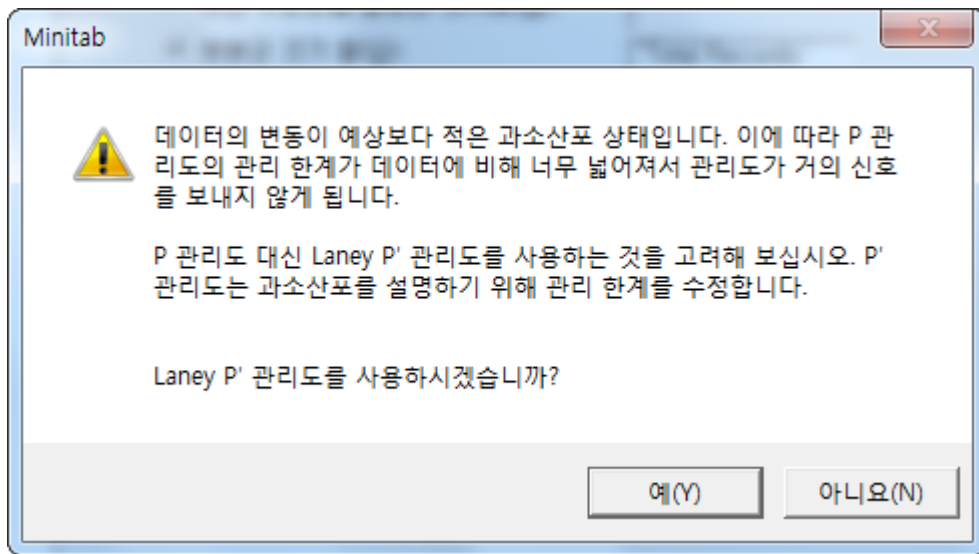 Minitab
데이터의 변동이 예상보다 적은 과소산포 상태입니다. 이에 따라 P 관
리도의 관리 한계가 데이터에 비해 너무 넓어져서 관리도가 거의 신호
를 보내지 않게 됩니다.
P 관리도 대신 Laney P' 관리도를 사용하는 것을 고려해 보십시오. P'
관리도는 과소산포를 설명하기 위해 관리 한계를 수정합니다.
Laney P' 관리도를 사용하시겠습니까?
예(Y)
아니요(N)